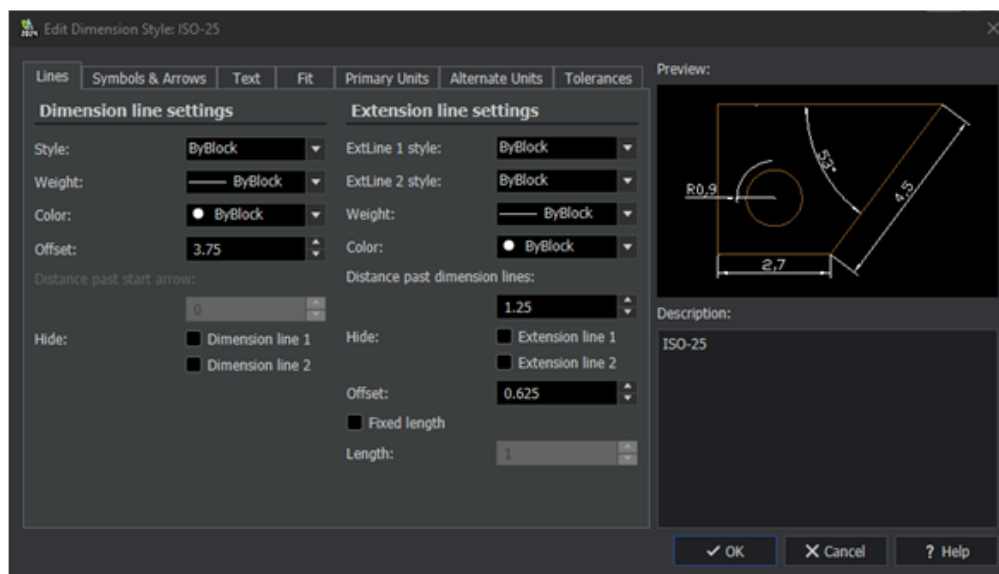 Edit Dimension Style: ISO-25
Lines Symbols & Arrows Text Fit Primary Units Alternate Units Tolerances
Dimension line settings
Style: ByBlock
Weight: ByBlock
Color: ByBlock
Offset: 3.75
Distance past start arrow:
0
Hide: Dimension line 1
Dimension line 2
Extension line settings
ExtLine 1 style: ByBlock
ExtLine 2 style: ByBlock
Weight: ByBlock
Color: ByBlock
Distance past dimension lines:
1.25
Hide: Extension line 1
Extension line 2
Offset: 0.625
Fixed length
Length: 1
Preview:
53°
R0,9
4,5
2,7
Description:
ISO-25
OK Cancel ? Help